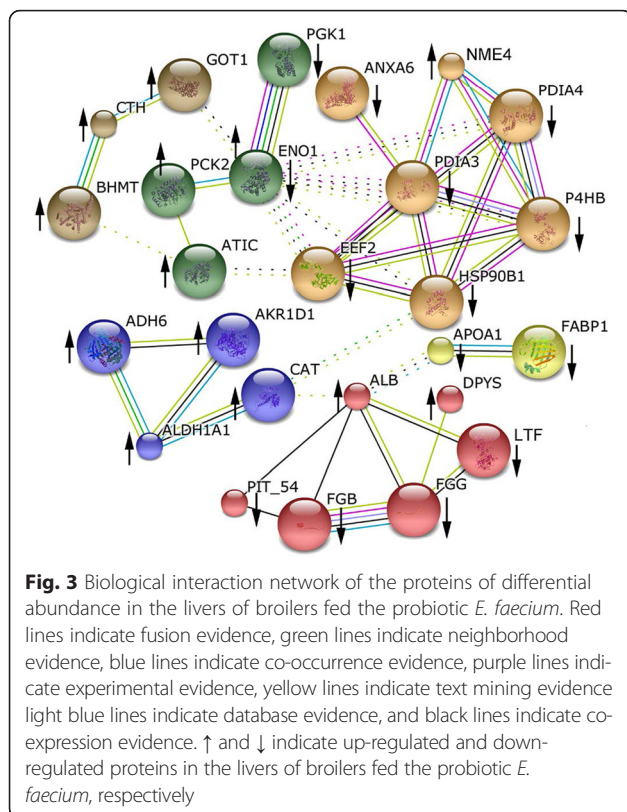 PGK1
GOT1
ANXA6
NME4
CTH
PDIA4
PCK2
ENO1
PDIA3
BHMT
P4HB
ATIC
EEF2
HSP90B1
ADH6
AKR1D1
APOA1
FABP1
CAT
ALB
DPYS
ALDH1A1
LTF
PIT_54
FGB
FGG
Fig. 3 Biological interaction network of the proteins of differential
abundance in the livers of broilers fed the probiotic E. faecium. Red
lines indicate fusion evidence, green lines indicate neighborhood
evidence, blue lines indicate co-occurrence evidence, purple lines indi-
cate experimental evidence, yellow lines indicate text mining evidence
light blue lines indicate database evidence, and black lines indicate co-
expression evidence. ↑ and ↓ indicate up-regulated and down-
regulated proteins in the livers of broilers fed the probiotic E.
faecium, respectively